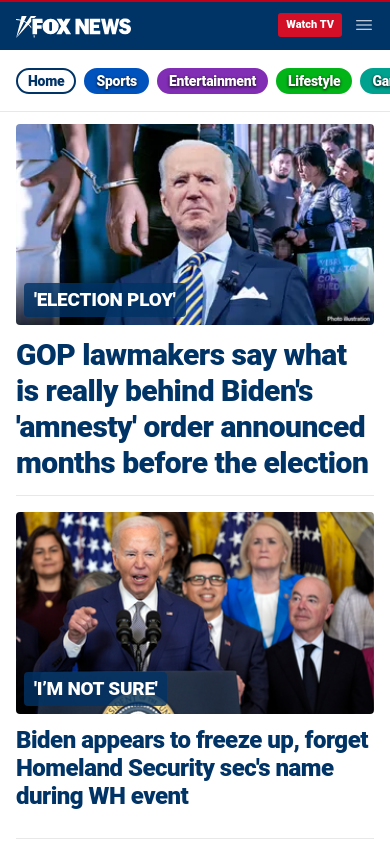 FOX NEWS
Watch TV
Home
Sports
Entertainment
Lifestyle
'ELECTION PLOY'
Photo illustration
GOP lawmakers say what
is really behind Biden's
'amnesty' order announced
months before the election
'I'M NOT SURE'
Biden appears to freeze up, forget
Homeland Security sec's name
during WH event